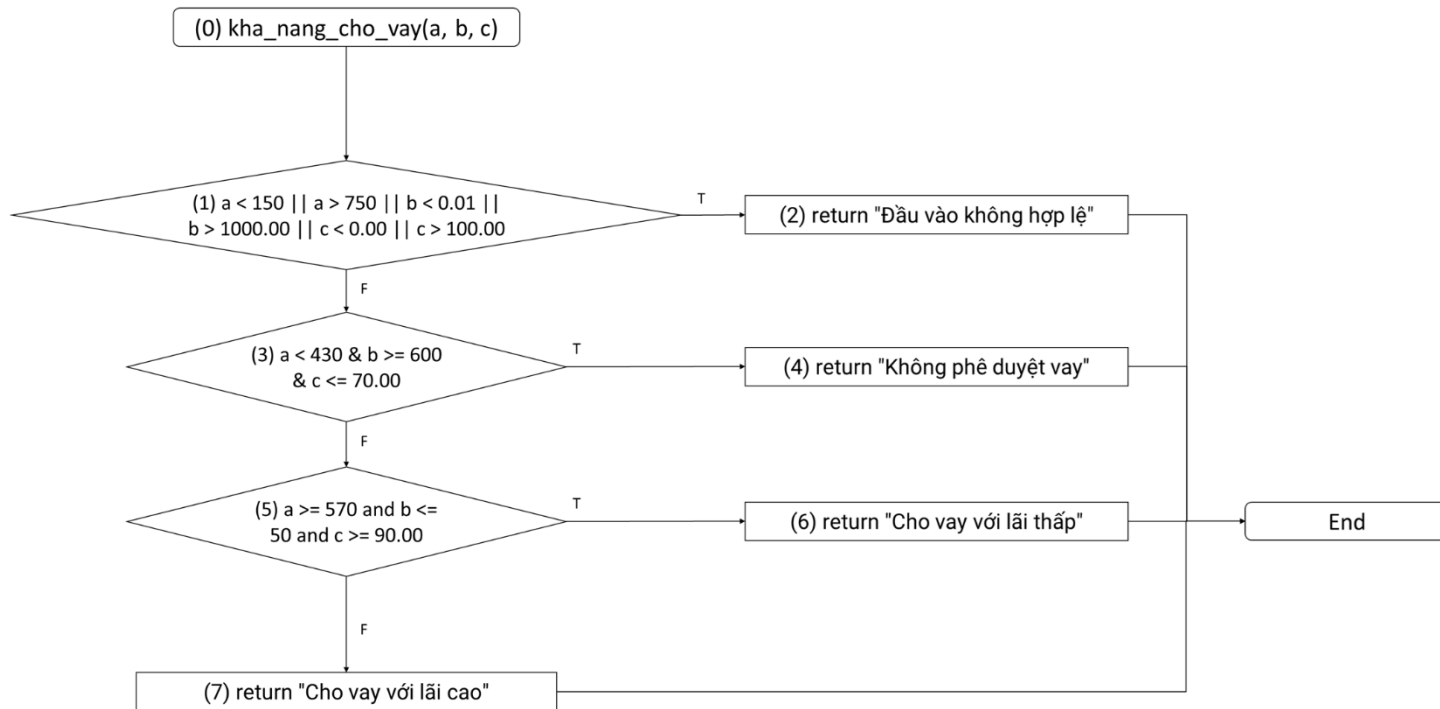 (0) kha_nang_cho_vay(a, b, c)
(1) a < 150 || a > 750 || b < 0.01 ||
b > 1000.00 || c < 0.00 || c > 100.00
T
(2) return "Đầu vào không hợp lệ"
F
(3) a < 430 & b >= 600
& c <= 70.00
T
(4) return "Không phê duyệt vay"
F
(5) a >= 570 and b <=
50 and c >= 90.00
T
(6) return "Cho vay với lãi thấp"
End
F
(7) return "Cho vay với lãi cao"